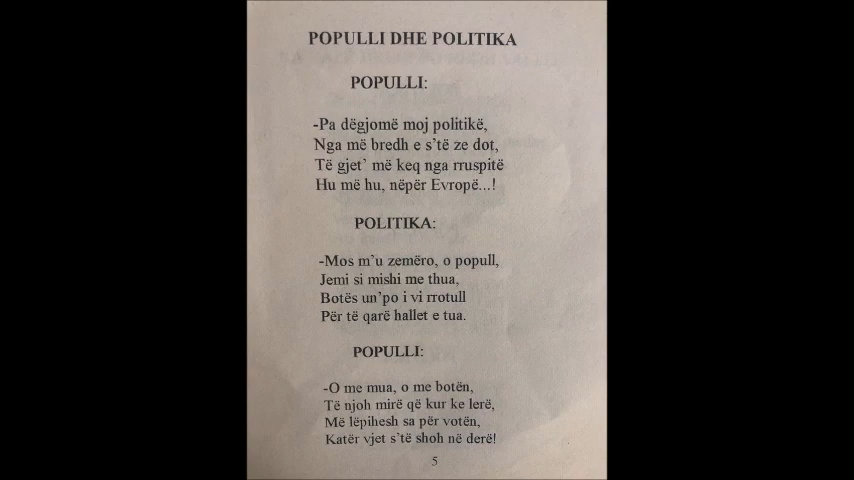 POPULLI DHE POLITIKA
POPULLI:
-Pa dëgjomë moj politikë,
Nga më bredh e s'të ze dot,
Të gjet' më keq nga rruspitë
Hu më hu, nëpër Evropë...!
POLITIKA:
-Mos m'u zemëro, o popull,
Jemi si mishi me thua,
Botës un'po i vi rrotull
Për të qarë hallet e tua.
POPULLI:
-O me mua, o me botën,
Të njoh mirë që kur ke lerë,
Më lëpihesh sa për votën,
Katër vjet s'të shoh në derë!
5